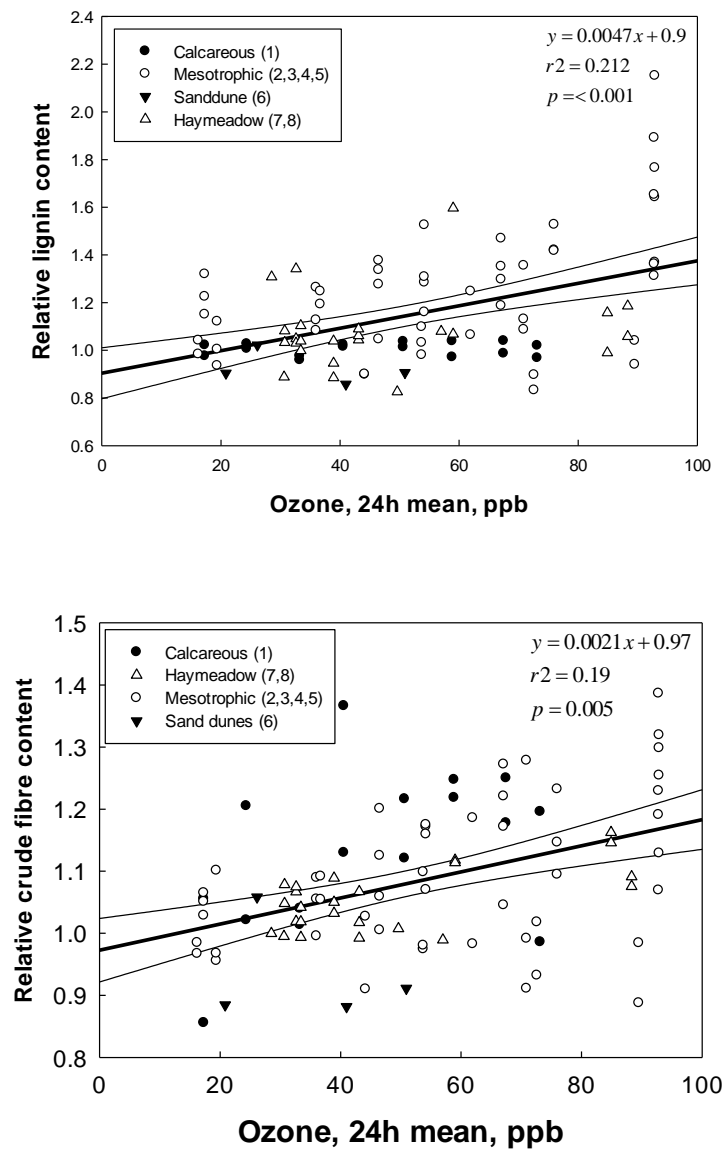 2.4
2.2
2.0
1.8
1.6
1.4
1.2
1.0
0.8
0.6
Relative lignin content
Calcareous (1)
Mesotrophic (2,3,4,5)
Sanddune (6)
Haymeadow (7,8)
y = 0.0047x + 0.9
r2 = 0.212
p =< 0.001
0 20 40 60 80 100
Ozone, 24h mean, ppb
1.5
1.4
1.3
1.2
1.1
1.0
0.9
0.8
Relative crude fibre content
Calcareous (1)
Haymeadow (7,8)
Mesotrophic (2,3,4,5)
Sand dunes (6)
y = 0.0021x + 0.97
r2 = 0.19
p = 0.005
0 20 40 60 80 100
Ozone, 24h mean, ppb